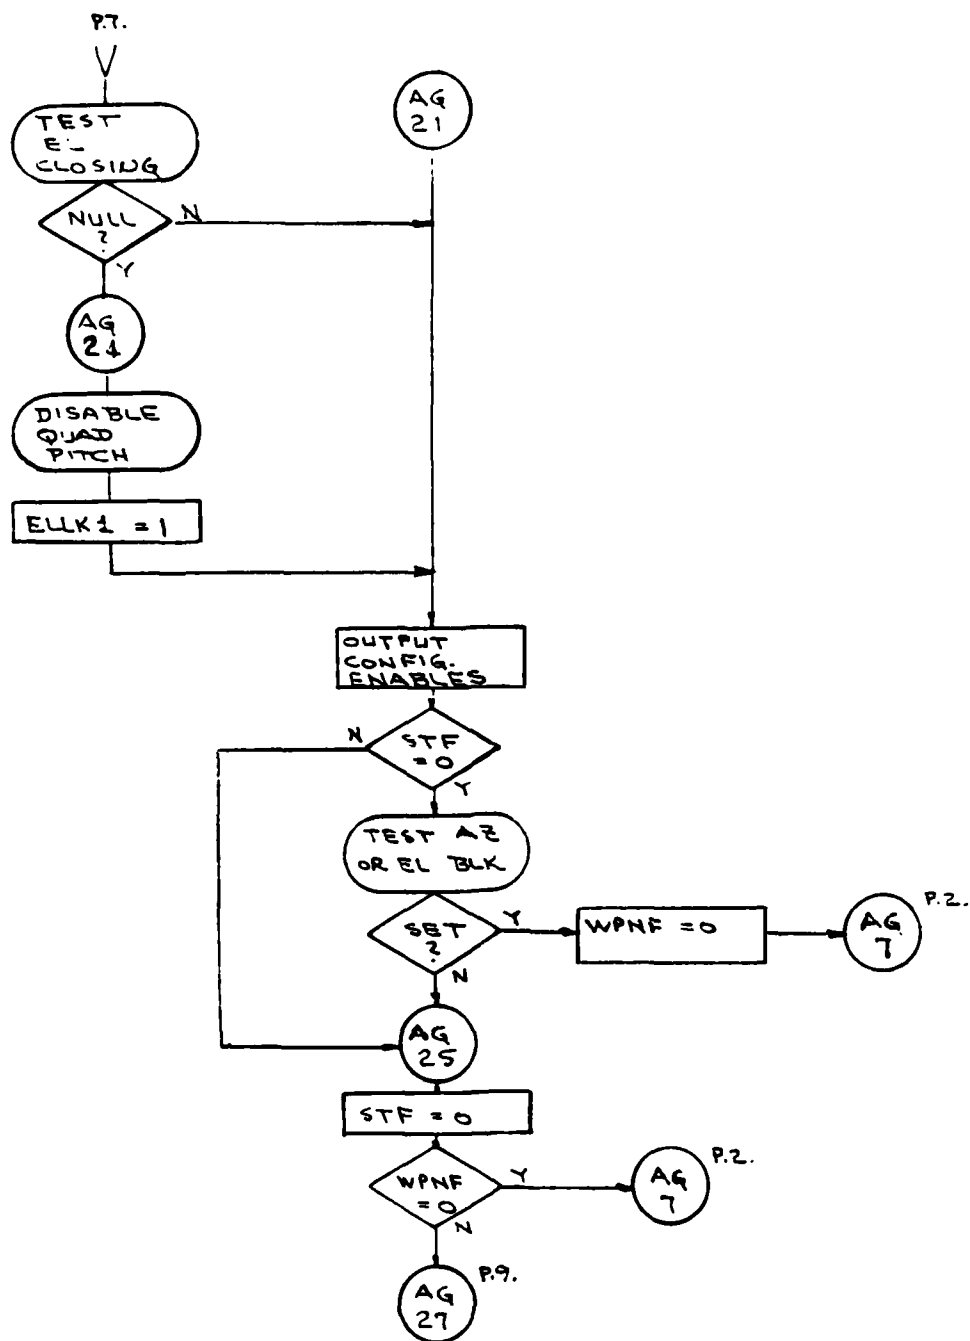 P.7.
AG
21
TEST
EL
CLOSING
NULL
?
N
Y
AG
DISABLE
QUAD
PITCH
ELLK1 = 1
OUTPUT
CONFIG.
ENABLES
N
STF
= 0
Y
TEST AZ
OR EL BLK
SET
?
Y
N
WPNF = 0
AG
7
P.2.
AG
25
STF = 0
WPNF
= 0
Y
N
AG
7
P.2.
AG
27
P.9.